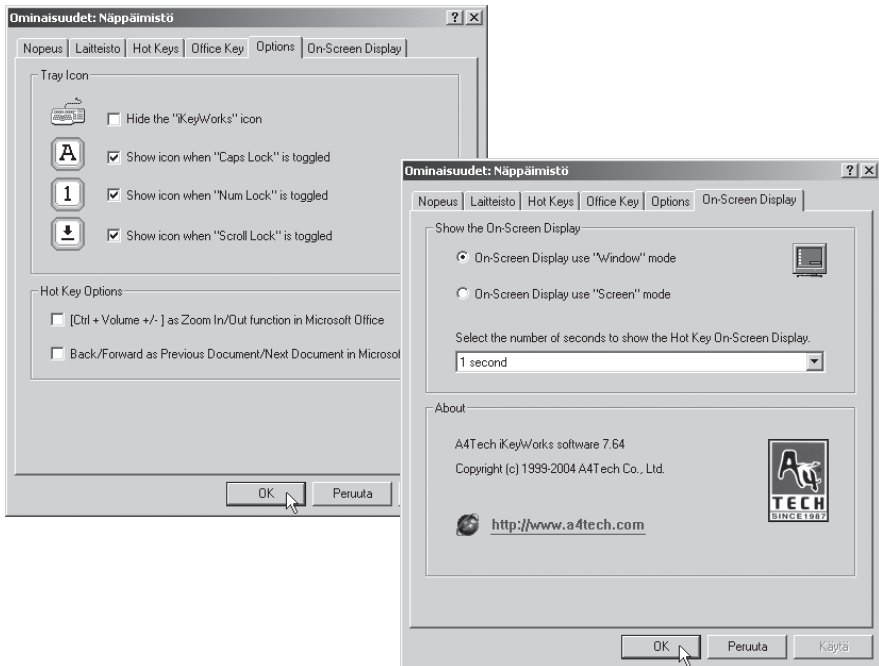 Ominaisuudet: Näppäimistö
Nopeus Laitteisto Hot Keys Office Key Options On-Screen Display
Tray Icon
Hide the "iKeyWorks" icon
A
Show icon when "Caps Lock" is toggled
1
Show icon when "Num Lock" is toggled
Show icon when "Scroll Lock" is toggled
Hot Key Options
[Ctrl + Volume +/- ] as Zoom In/Out function in Microsoft Office
Back/Forward as Previous Document/Next Document in Microsof
OK Peruuta
Ominaisuudet: Näppäimistö
Nopeus Laitteisto Hot Keys Office Key Options On-Screen Display
Show the On-Screen Display
On-Screen Display use "Window" mode
On-Screen Display use "Screen" mode
Select the number of seconds to show the Hot Key On-Screen Display.
1 second
About
A4Tech iKeyWorks software 7.64
Copyright (c) 1999-2004 A4Tech Co., Ltd.
A4
TECH
SINCE1987
http://www.a4tech.com
OK Peruuta Käytä